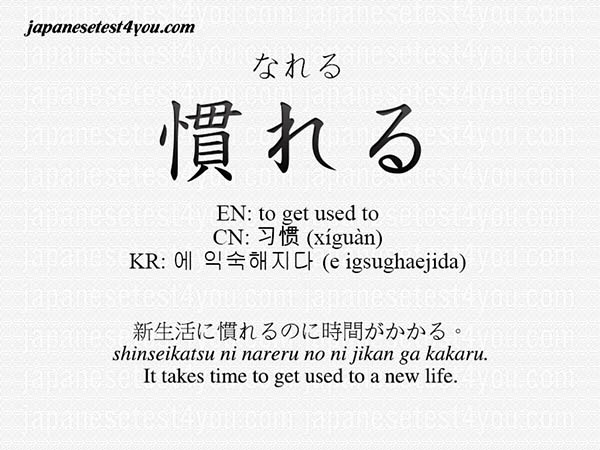 japanesetest4you.com
なれる
慣れる
EN: to get used to
CN: 习惯 (xíguàn)
KR: 에 익숙해지다 (e igsughaejida)
新生活に慣れるのに時間がかかる。
shinseikatsu ni nareru no ni jikan ga kakaru.
It takes time to get used to a new life.